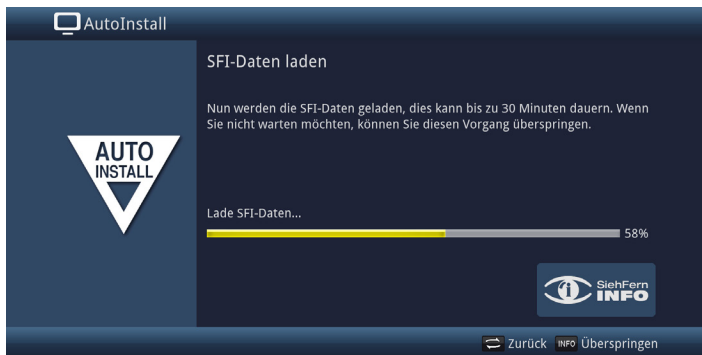 AutoInstall
SFI-Daten laden
Nun werden die SFI-Daten geladen, dies kann bis zu 30 Minuten dauern. Wenn
Sie nicht warten möchten, können Sie diesen Vorgang überspringen.
AUTO
INSTALL
Lade SFI-Daten...
58%
SiehFern
INFO
Zurück INFO Überspringen